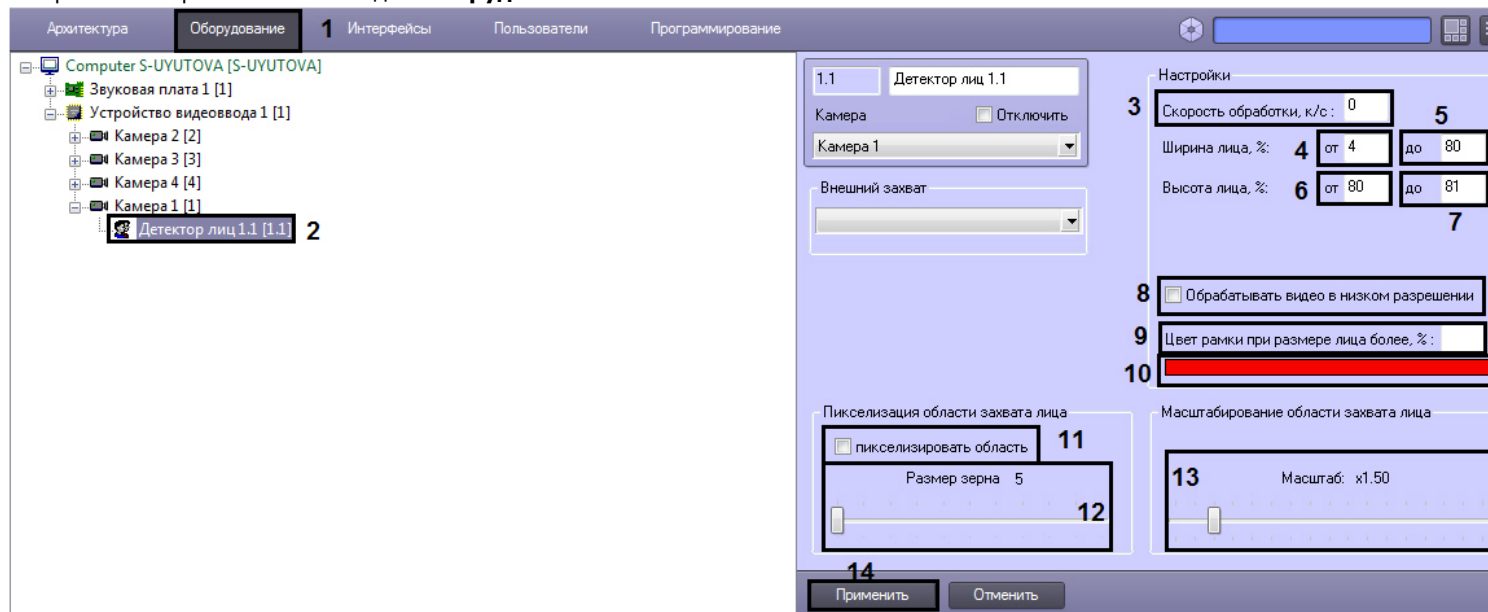 Архитектура Оборудование 1 Интерфейсы Пользователи Программирование
Computer S-UYUTOVA [S-UYUTOVA]
Звуковая плата 1 [1]
Устройство видеоввода 1 [1]
Камера 2 [2]
Камера 3 [3]
Камера 4 [4]
Камера 1 [1]
Детектор лиц 1.1 [1.1] 2
1.1 Детектор лиц 1.1
Камера Отключить
Камера 1
Внешний захват
Настройки
3 Скорость обработки, к/с : 0 5
Ширина лица, %: 4 от 4 до 80
Высота лица, %: 6 от 80 до 81
7
8 Обрабатывать видео в низком разрешении
9 Цвет рамки при размере лица более, % :
10
Пикселизация области захвата лица
пикселизировать область 11
Размер зерна 5
12
Масштабирование области захвата лица
13 Масштаб: x1.50
14
Применить Отменить